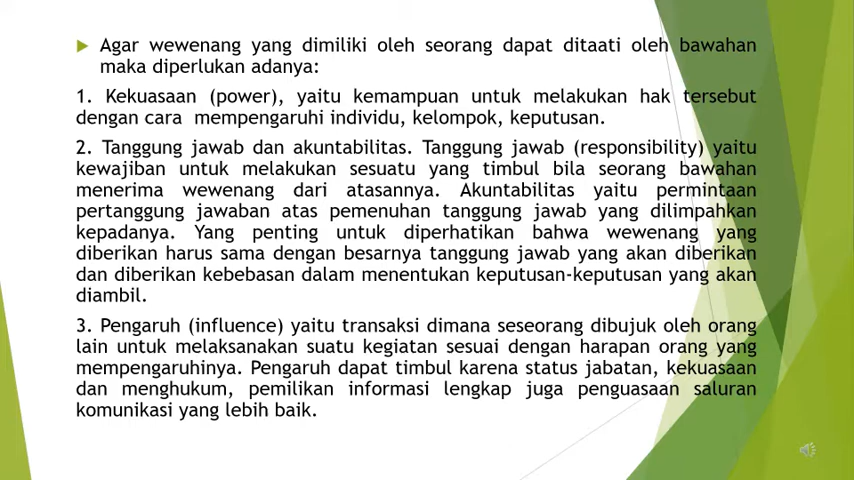 Agar wewenang yang dimiliki oleh seorang dapat ditaati oleh bawahan
maka diperlukan adanya:
1. Kekuasaan (power), yaitu kemampuan untuk melakukan hak tersebut
dengan cara mempengaruhi individu, kelompok, keputusan.
2. Tanggung jawab dan akuntabilitas. Tanggung jawab (responsibility) yaitu
kewajiban untuk melakukan sesuatu yang timbul bila seorang bawahan
menerima wewenang dari atasannya. Akuntabilitas yaitu permintaan
pertanggung jawaban atas pemenuhan tanggung jawab yang dilimpahkan
kepadanya. Yang penting untuk diperhatikan bahwa wewenang yang
diberikan harus sama dengan besarnya tanggung jawab yang akan diberikan
dan diberikan kebebasan dalam menentukan keputusan-keputusan yang akan
diambil.
3. Pengaruh (influence) yaitu transaksi dimana seseorang dibujuk oleh orang
lain untuk melaksanakan suatu kegiatan sesuai dengan harapan orang yang
mempengaruhinya. Pengaruh dapat timbul karena status jabatan, kekuasaan
dan menghukum, pemilikan informasi lengkap juga penguasaan saluran
komunikasi yang lebih baik.